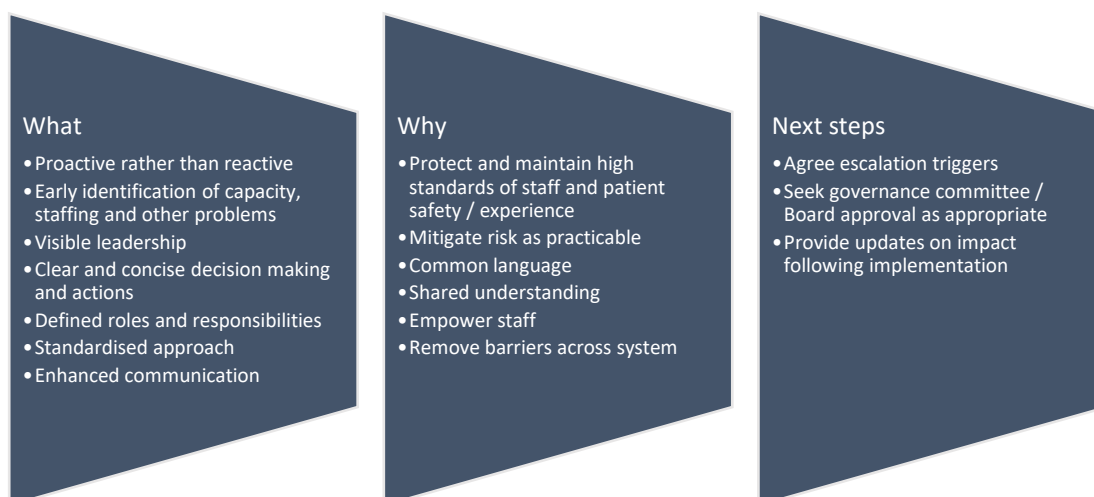 What
•Proactive rather than reactive
•Early identification of capacity,
staffing and other problems
•Visible leadership
•Clear and concise decision making
and actions
•Defined roles and responsibilities
•Standardised approach
•Enhanced communication
Why
•Protect and maintain high
standards of staff and patient
safety / experience
•Mitigate risk as practicable
•Common language
•Shared understanding
•Empower staff
•Remove barriers across system
Next steps
•Agree escalation triggers
•Seek governance committee /
Board approval as appropriate
•Provide updates on impact
following implementation